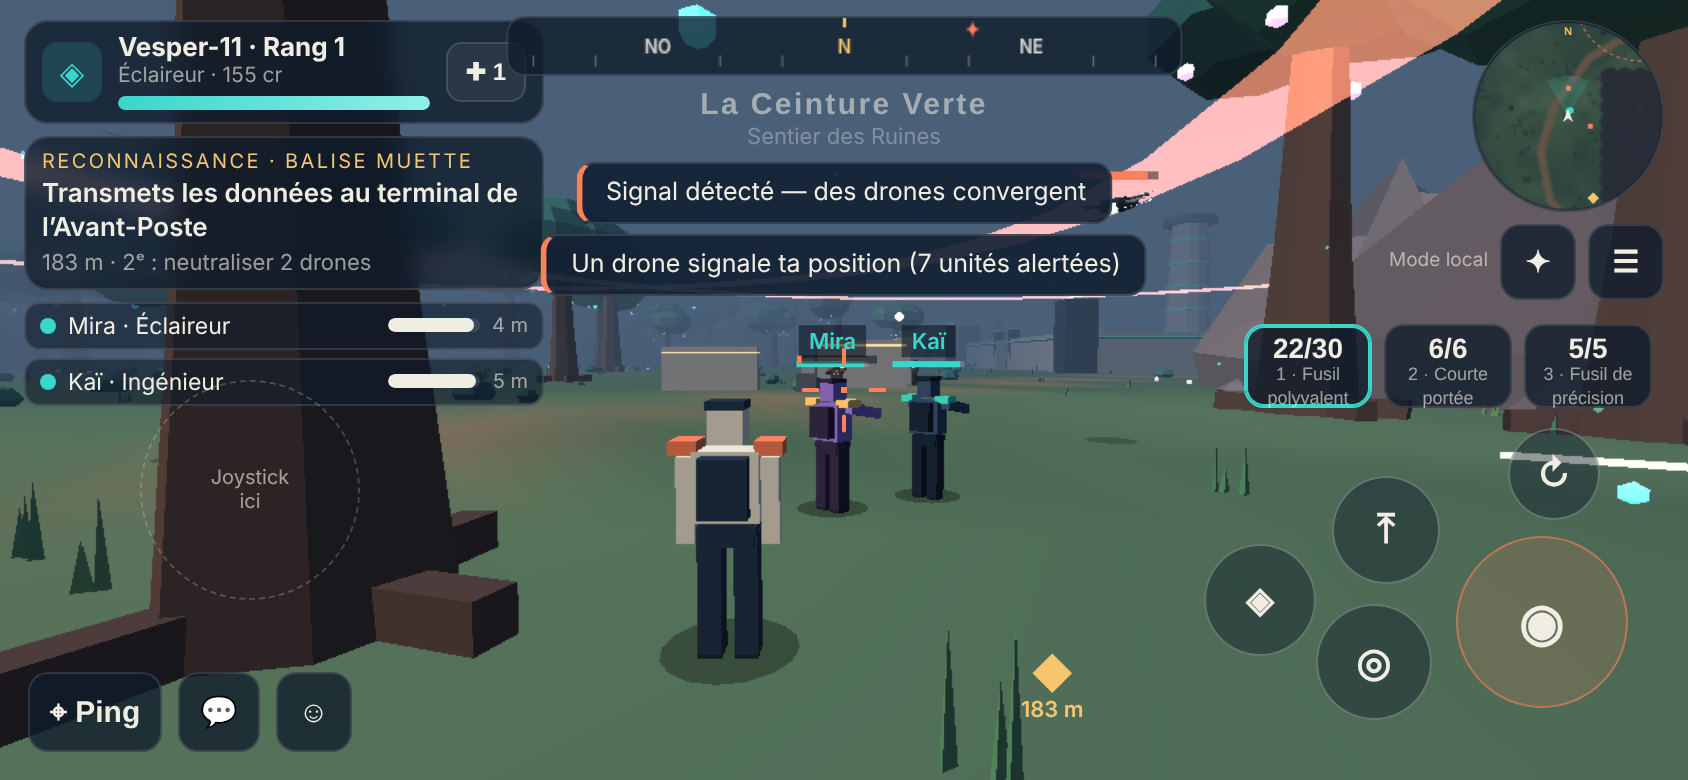 Vesper-11 · Rang 1
Éclaireur · 155 cr
✚ 1
RECONNAISSANCE · BALISE MUETTE
Transmets les données au terminal de
l’Avant-Poste
183 m · 2ᵉ : neutraliser 2 drones
Mira · Éclaireur
4 m
Kaï · Ingénieur
5 m
NO
N
NE
La Ceinture Verte
Sentier des Ruines
Signal détecté — des drones convergent
Un drone signale ta position (7 unités alertées)
N
Mode local
22/30
1 · Fusil
polyvalent
6/6
2 · Courte
portée
5/5
3 · Fusil de
précision
Mira
Kaï
Joystick
ici
183 m
Ping